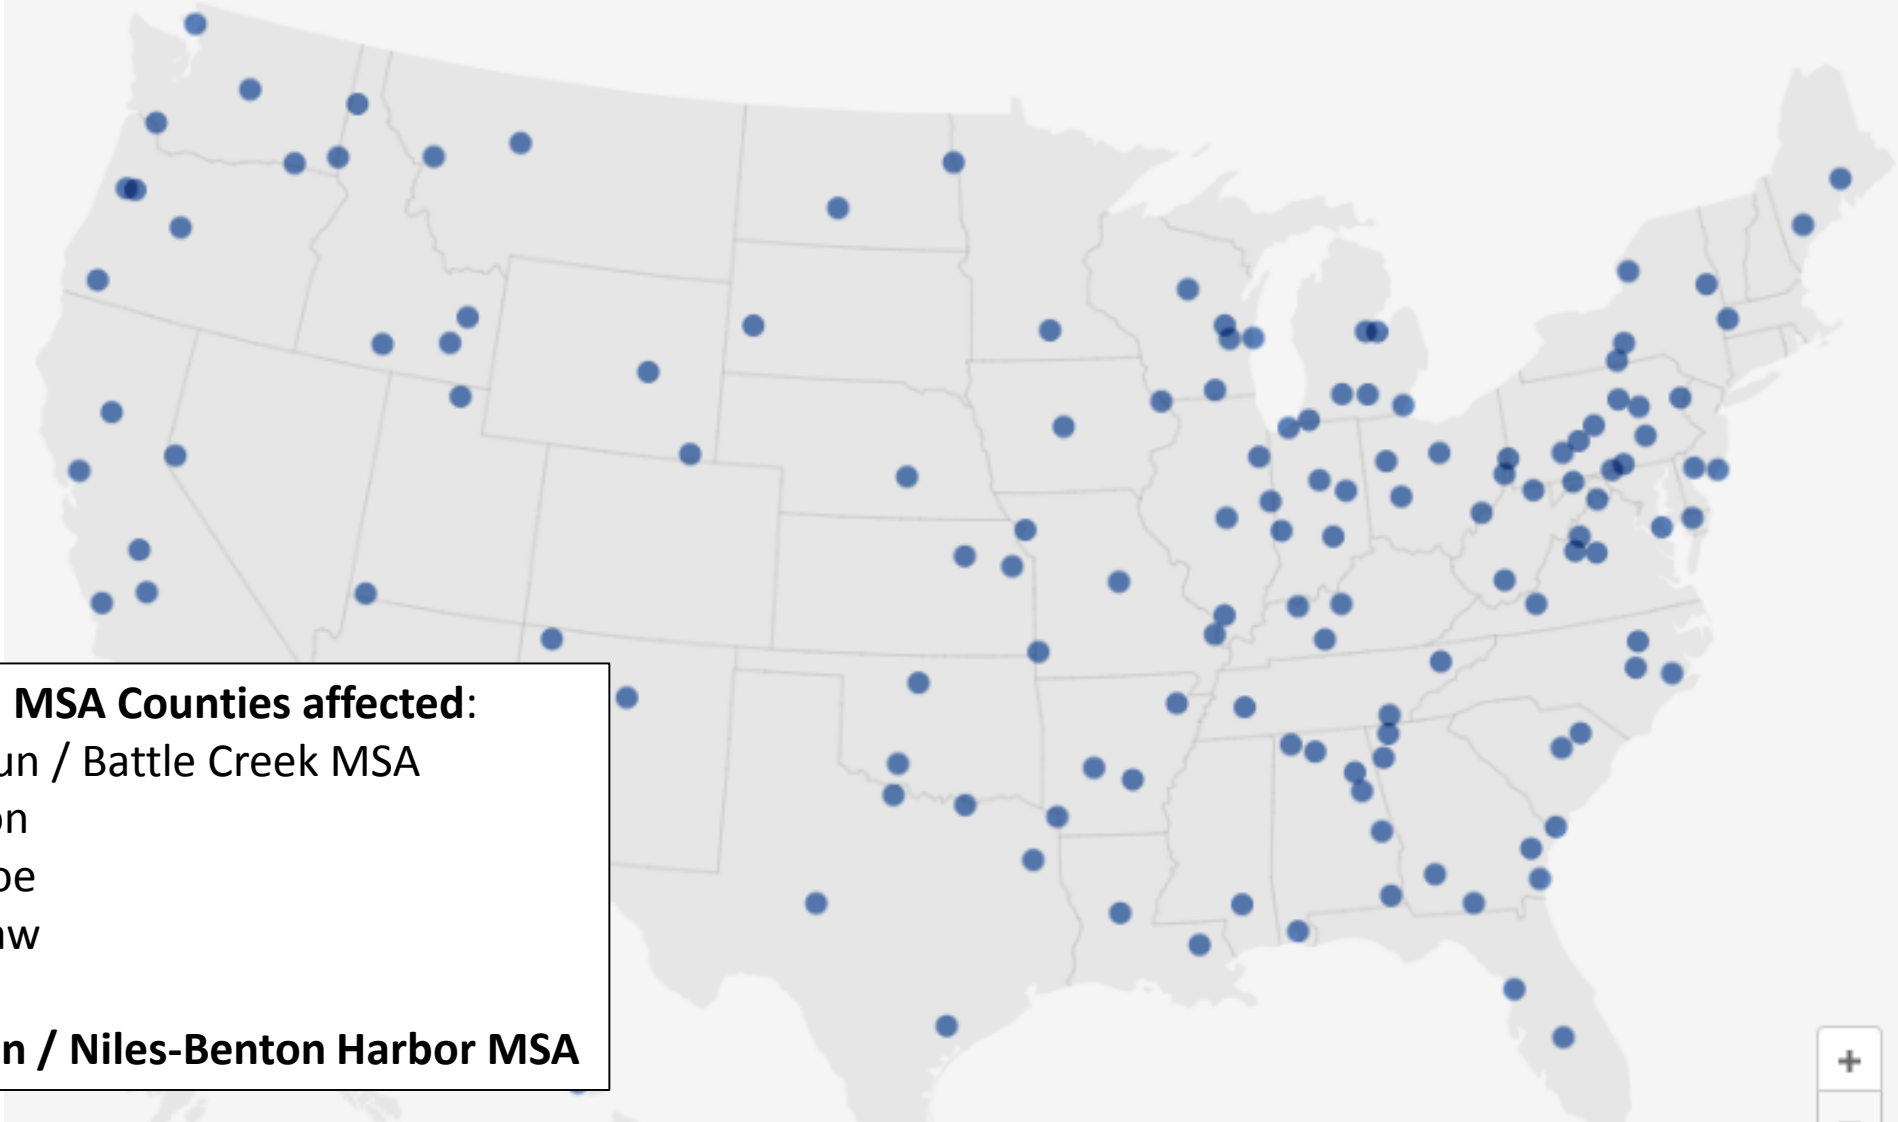 MSA Counties affected:
un / Battle Creek MSA
on
oe
aw
n / Niles-Benton Harbor MSA
+